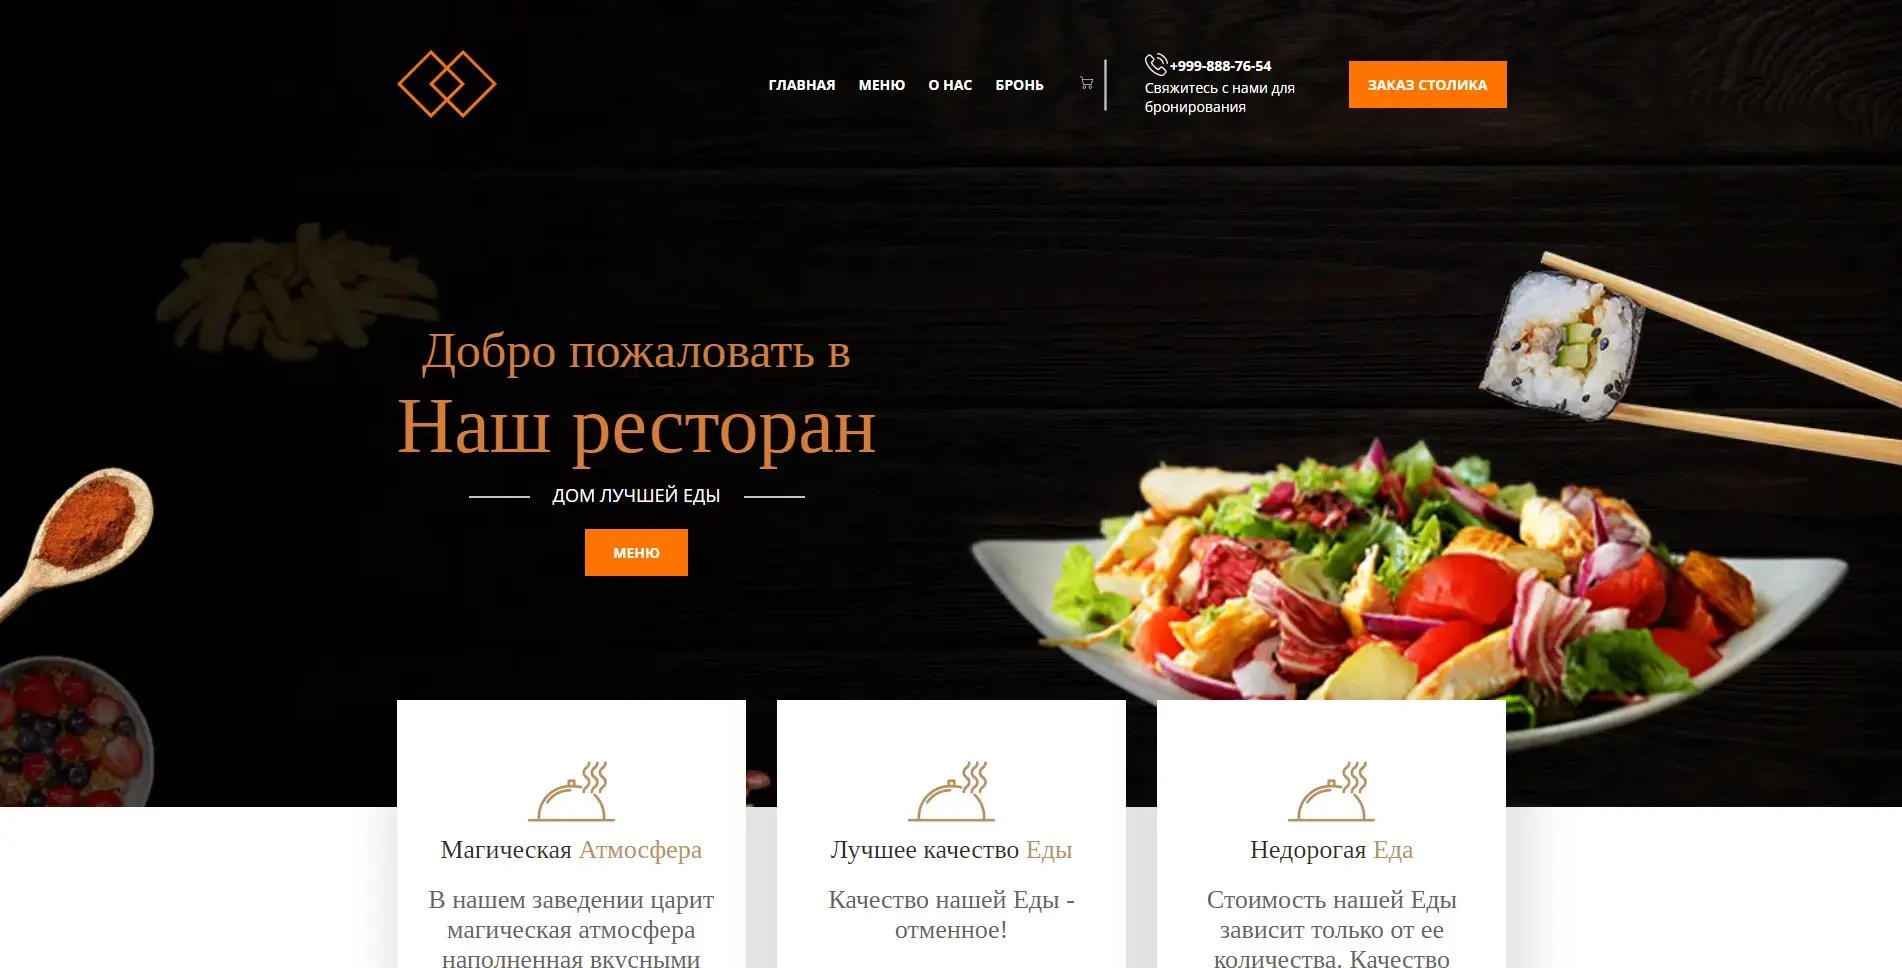 ГЛАВНАЯ МЕНЮ О НАС БРОНЬ
+999-888-76-54
Свяжитесь с нами для
бронирования
ЗАКАЗ СТОЛИКА
Добро пожаловать в
Наш ресторан
ДОМ ЛУЧШЕЙ ЕДЫ
МЕНЮ
Магическая Атмосфера
В нашем заведении царит
магическая атмосфера
наполненная вкусными
Лучшее качество Еды
Качество нашей Еды -
отменное!
Недорогая Еда
Стоимость нашей Еды
зависит только от ее
количества. Качество